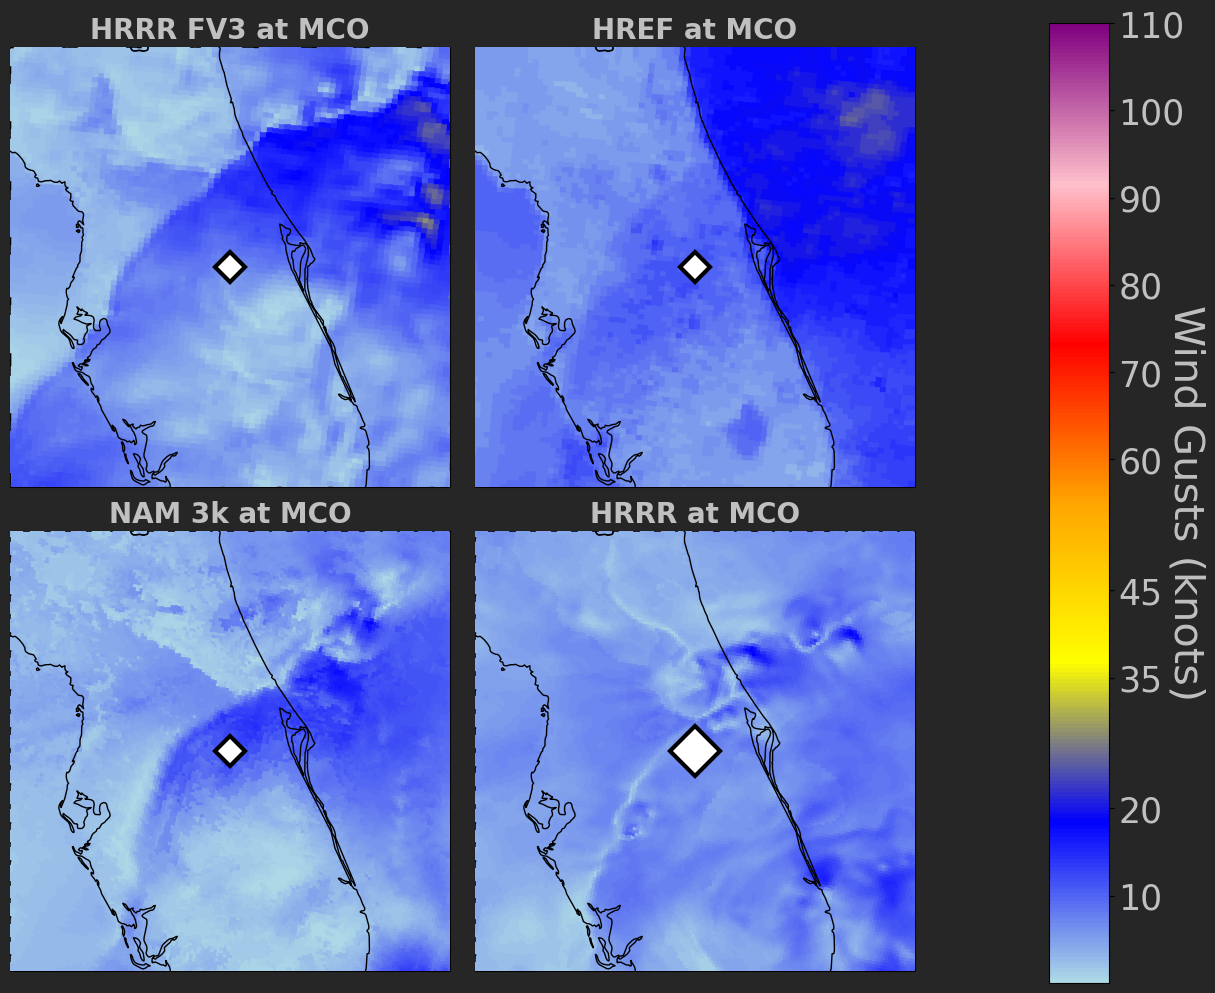 HRRR FV3 at MCO
HREF at MCO
NAM 3k at MCO
HRRR at MCO
110
100
90
80
70
60
45
35
20
10
Wind Gusts (knots)